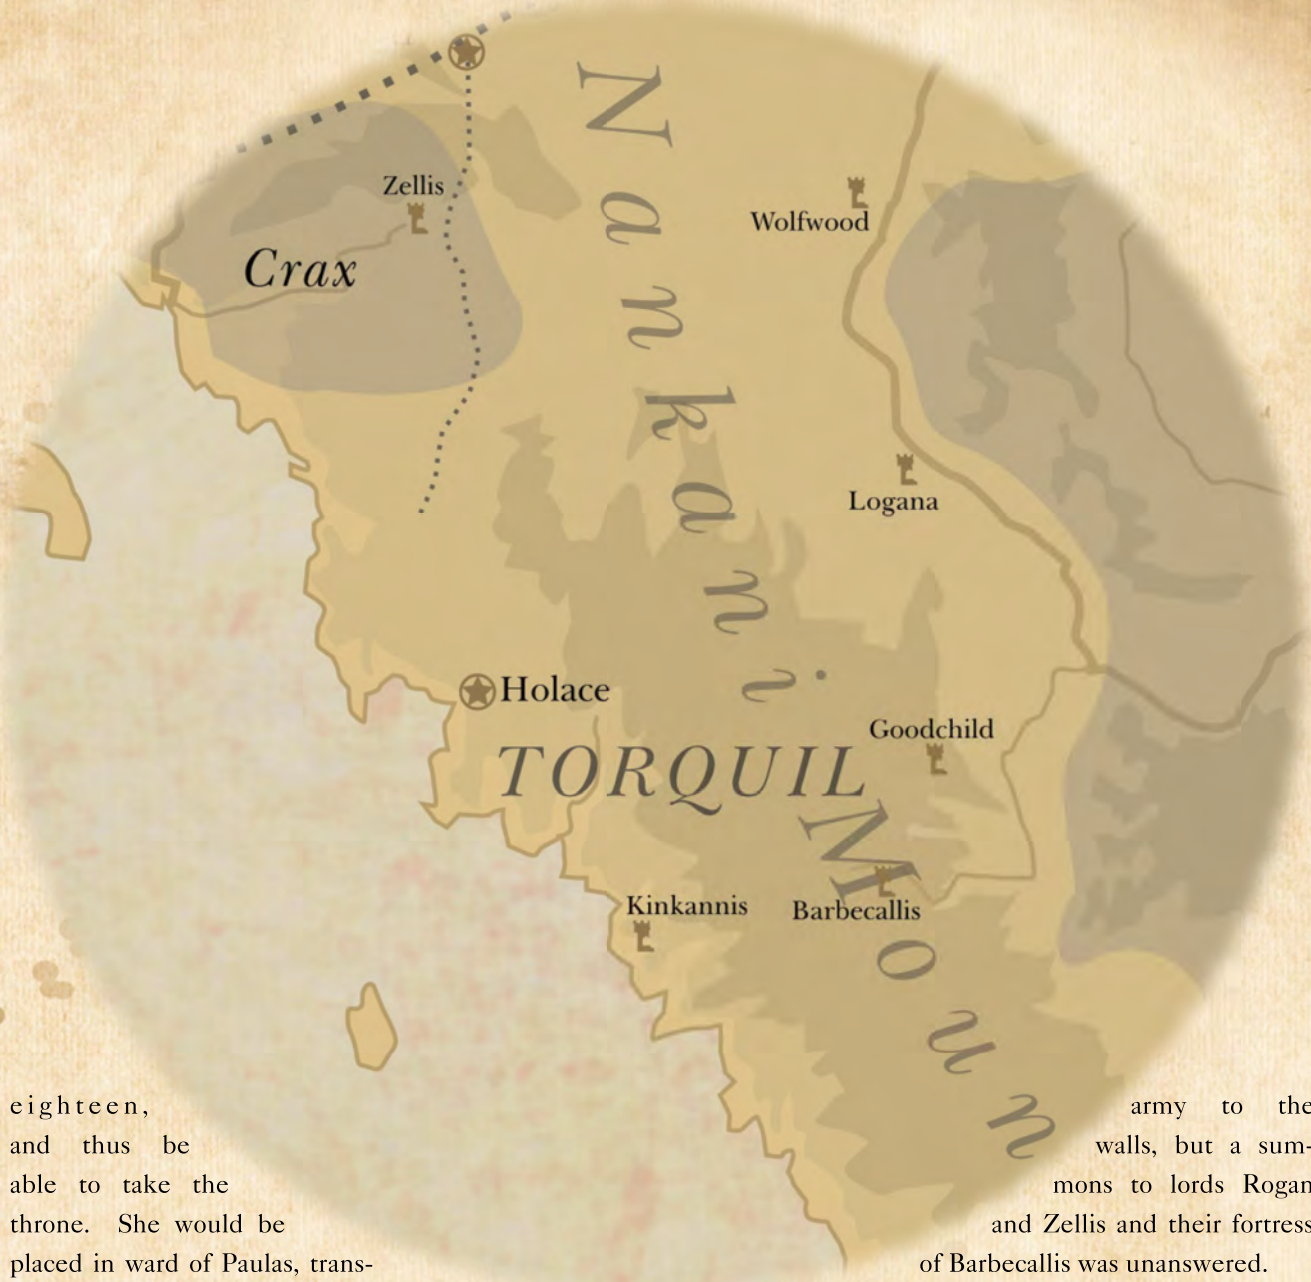 Zellis
Crax
Wolfwood
Logana
Nankani
Holace
Goodchild
TORQUIL
Kinkannis
Barbecallis
Moun
eighteen,
and thus be
able to take the
throne. She would be
placed in ward of Paulas, trans-
army to the
walls, but a sum-
mons to lords Rogan
and Zellis and their fortress
of Barbecallis was unanswered.